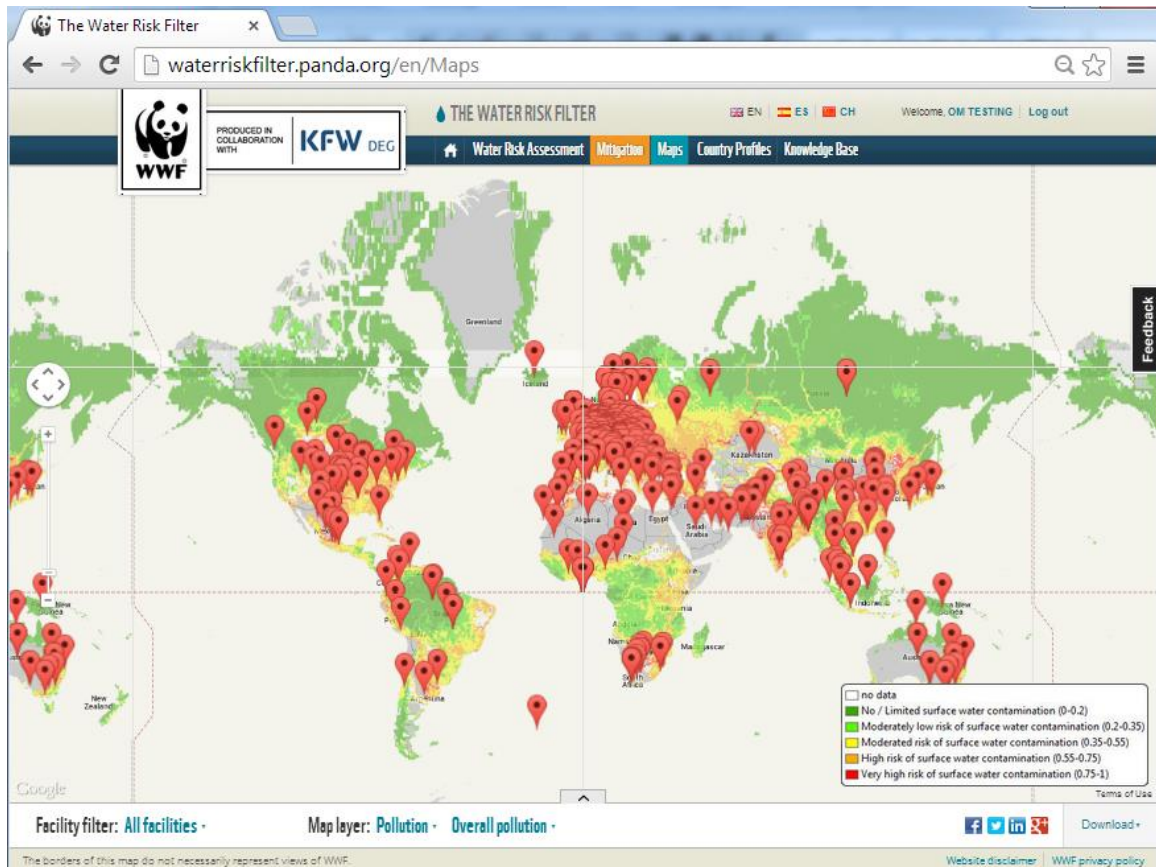 The Water Risk Filter
waterriskfilter.panda.org/en/Maps
WWF
PRODUCED IN
COLLABORATION
WITH
KFW DEG
THE WATER RISK FILTER
EN | ES | CH
Welcome, OM TESTING | Log out
Water Risk Assessment Mitigation Maps Country Profiles Knowledge Base
Feedback
Greenland
Iceland
Kazakhstan
Algeria
Egypt
Saudi
Arabia
New
Zealand
Madagascar
South
Africa
Argentina
no data
No / Limited surface water contamination (0-0.2)
Moderately low risk of surface water contamination (0.2-0.35)
Moderated risk of surface water contamination (0.35-0.55)
High risk of surface water contamination (0.55-0.75)
Very high risk of surface water contamination (0.75-1)
Google
Terms of Use
Facility filter: All facilities
Map layer: Pollution Overall pollution
Download
The borders of this map do not necessarily represent views of WWF.
Website disclaimer | WWF privacy policy